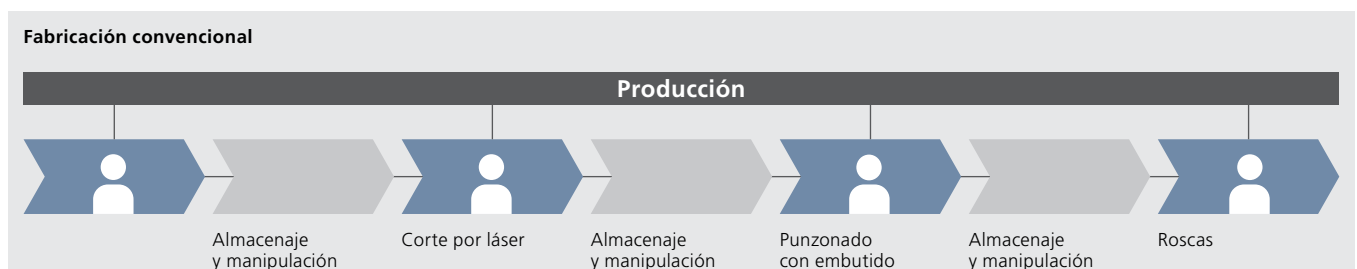 Fabricación convencional
Producción
Almacenaje
y manipulación
Corte por láser
Almacenaje
y manipulación
Punzonado
con embutido
Almacenaje
y manipulación
Roscas